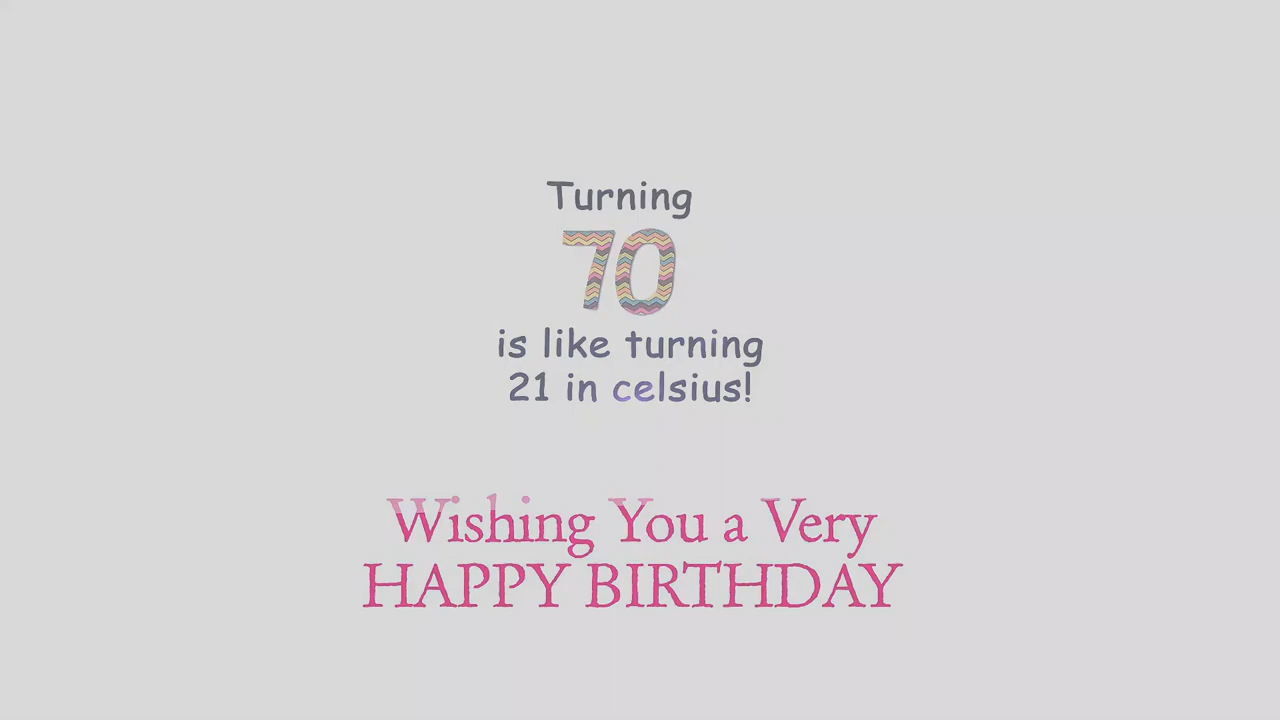 Turning
70
is like turning
21 in celsius!
Wishing You a Very
HAPPY BIRTHDAY